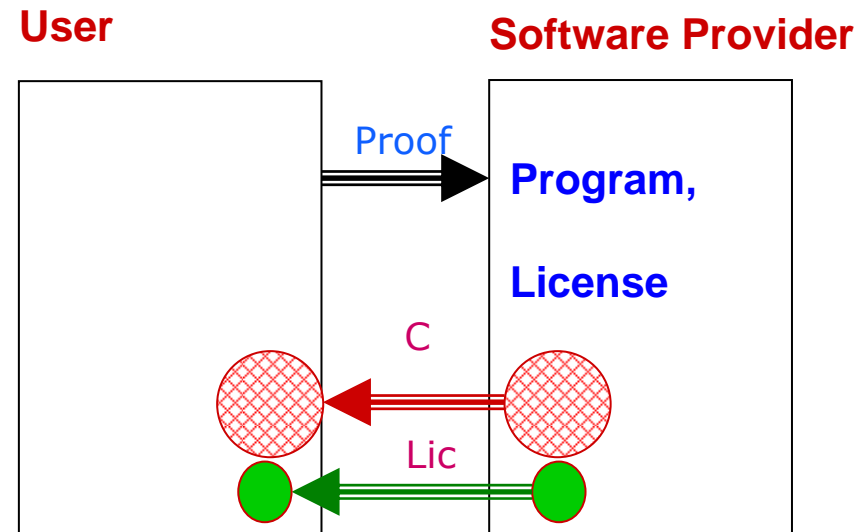 User
Software Provider
Proof
Program,
License
C
Lic